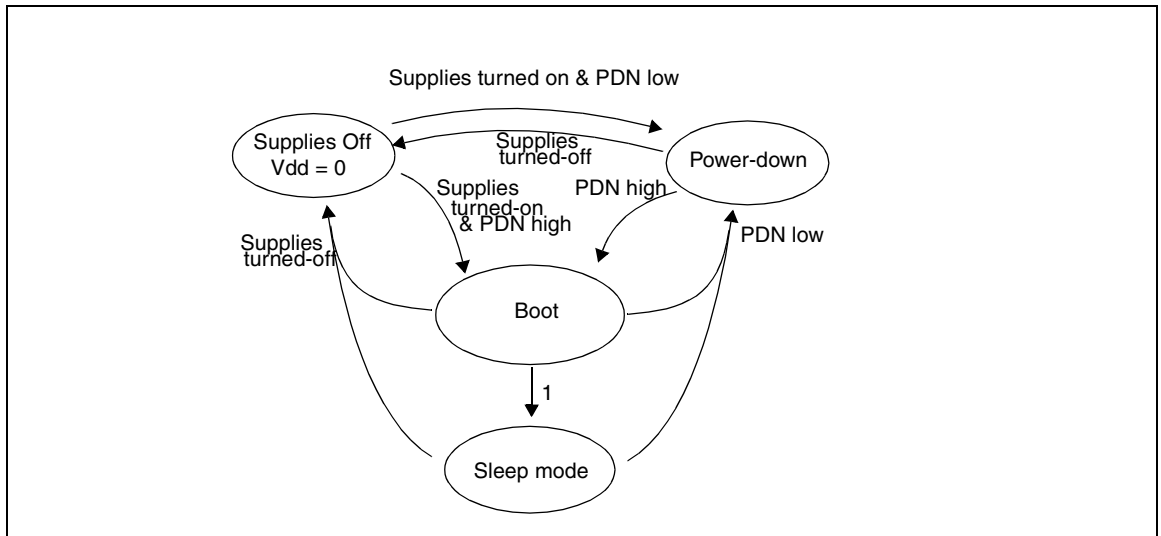 Supplies turned on & PDN low
Supplies Off
Vdd = 0
Supplies
turned-off
Power-down
Supplies
turned-on
& PDN high
PDN high
Supplies
turned-off
PDN low
Boot
1
Sleep mode